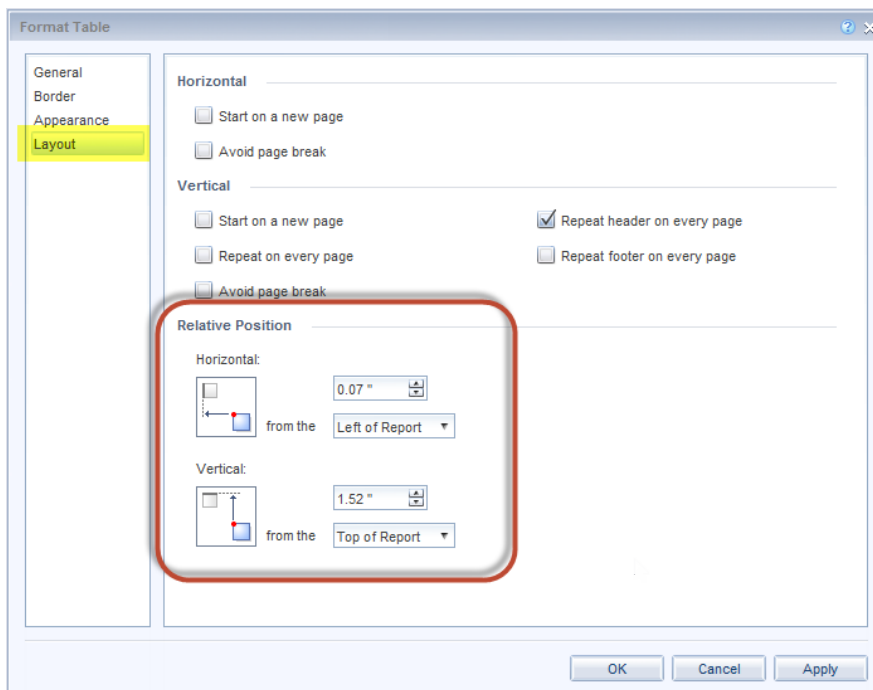 Format Table
General
Border
Appearance
Layout
Horizontal
Start on a new page
Avoid page break
Vertical
Start on a new page
Repeat header on every page
Repeat on every page
Repeat footer on every page
Avoid page break
Relative Position
Horizontal:
0.07 "
from the Left of Report
Vertical:
1.52 "
from the Top of Report
OK Cancel Apply